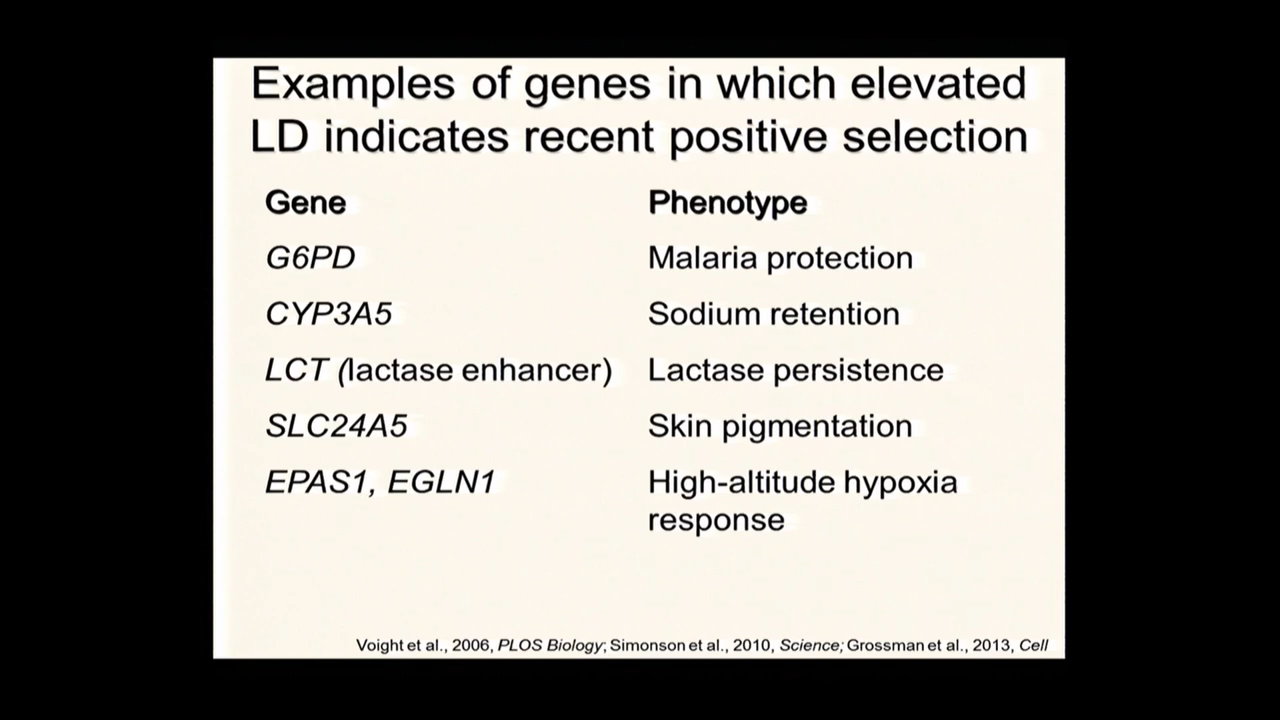 Examples of genes in which elevated
LD indicates recent positive selection
Gene Phenotype
G6PD Malaria protection
CYP3A5 Sodium retention
LCT (lactase enhancer) Lactase persistence
SLC24A5 Skin pigmentation
EPAS1, EGLN1 High-altitude hypoxia
response
Voight et al., 2006, PLOS Biology; Simonson et al., 2010, Science; Grossman et al., 2013, Cell